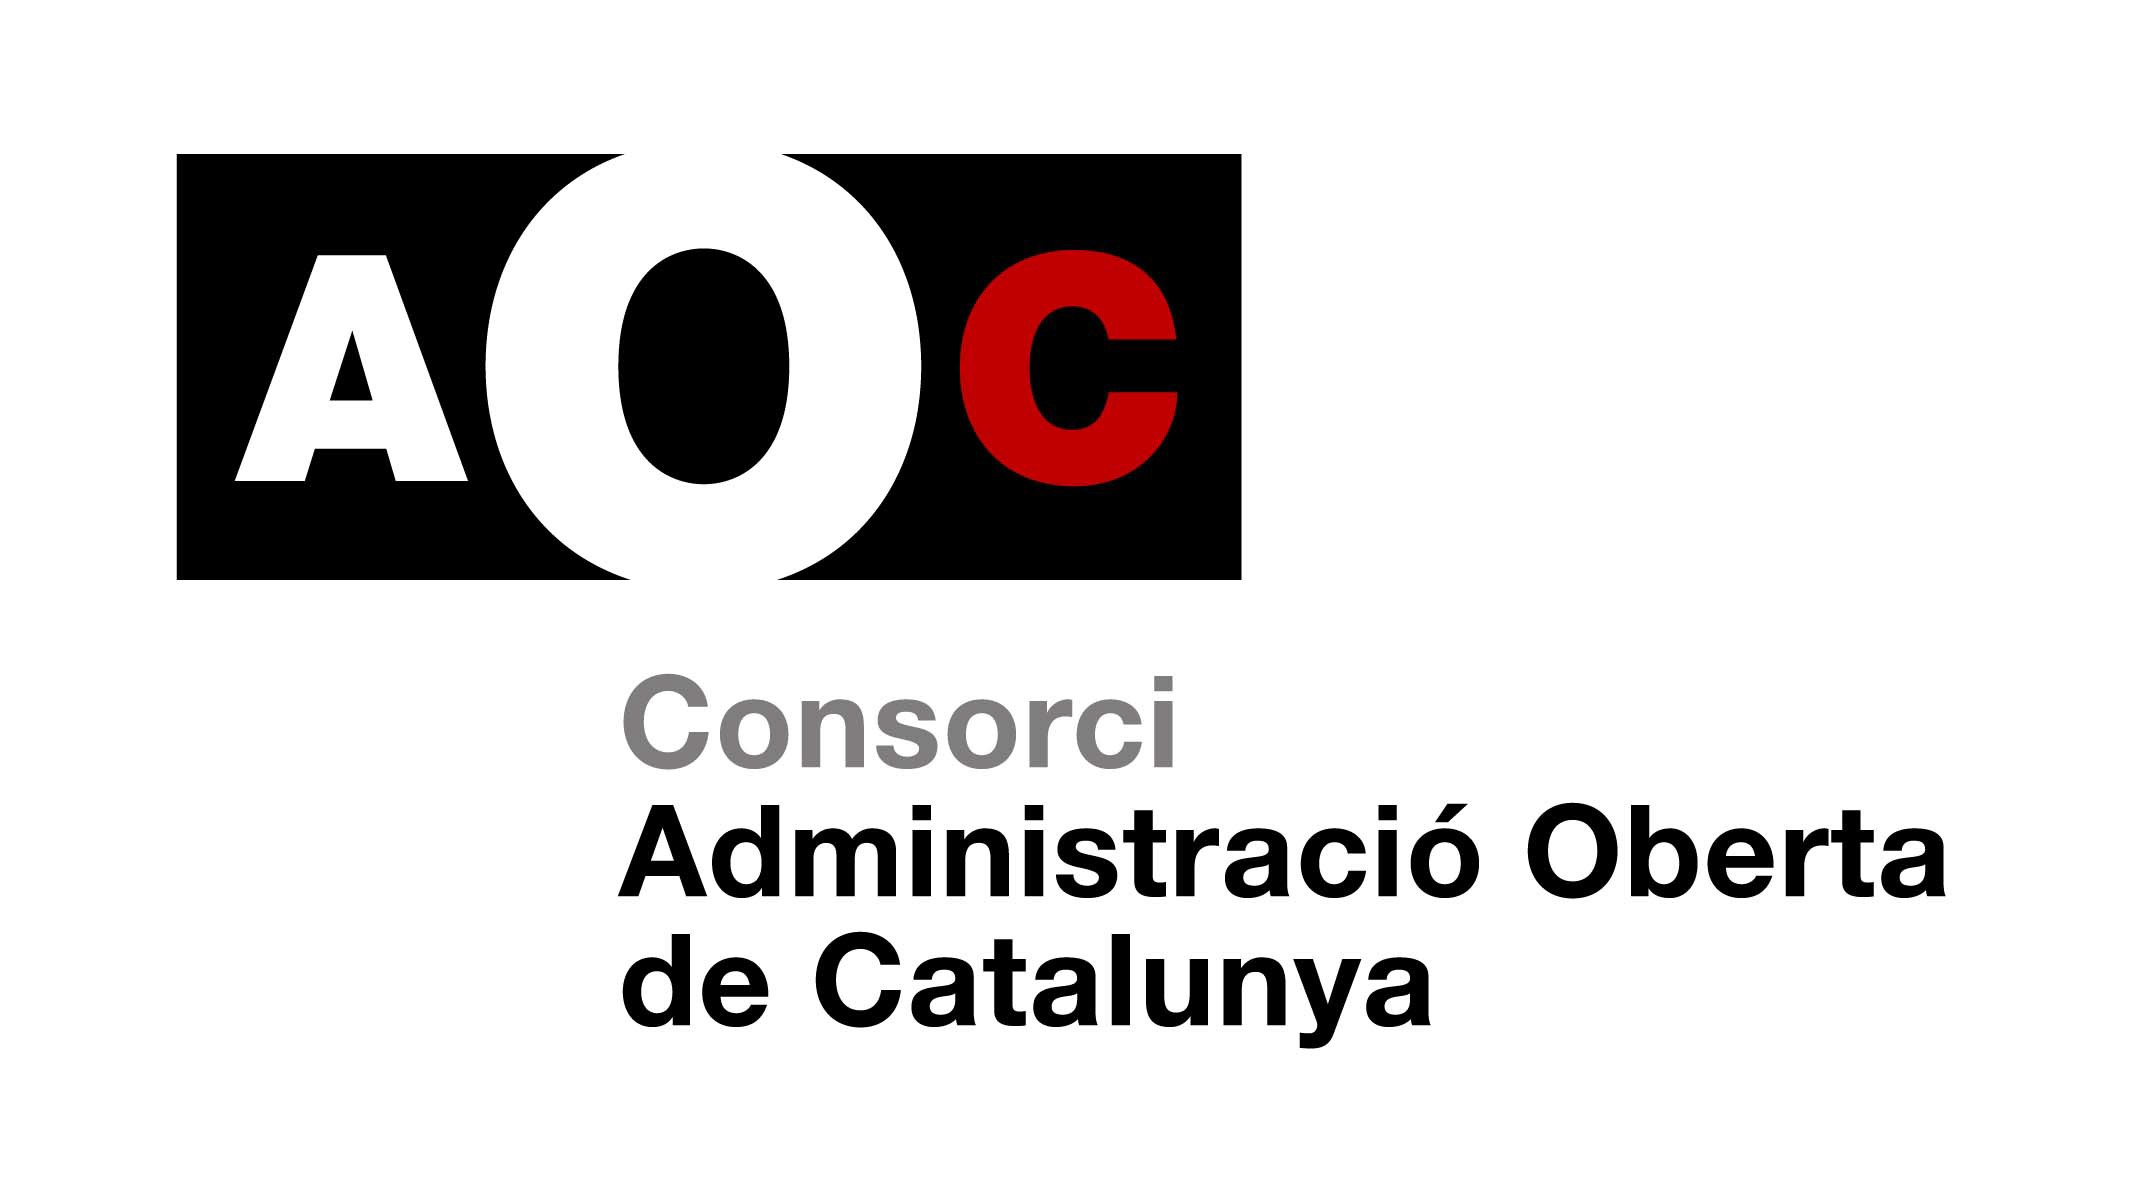 AOC
Consorci
Administració Oberta
de Catalunya